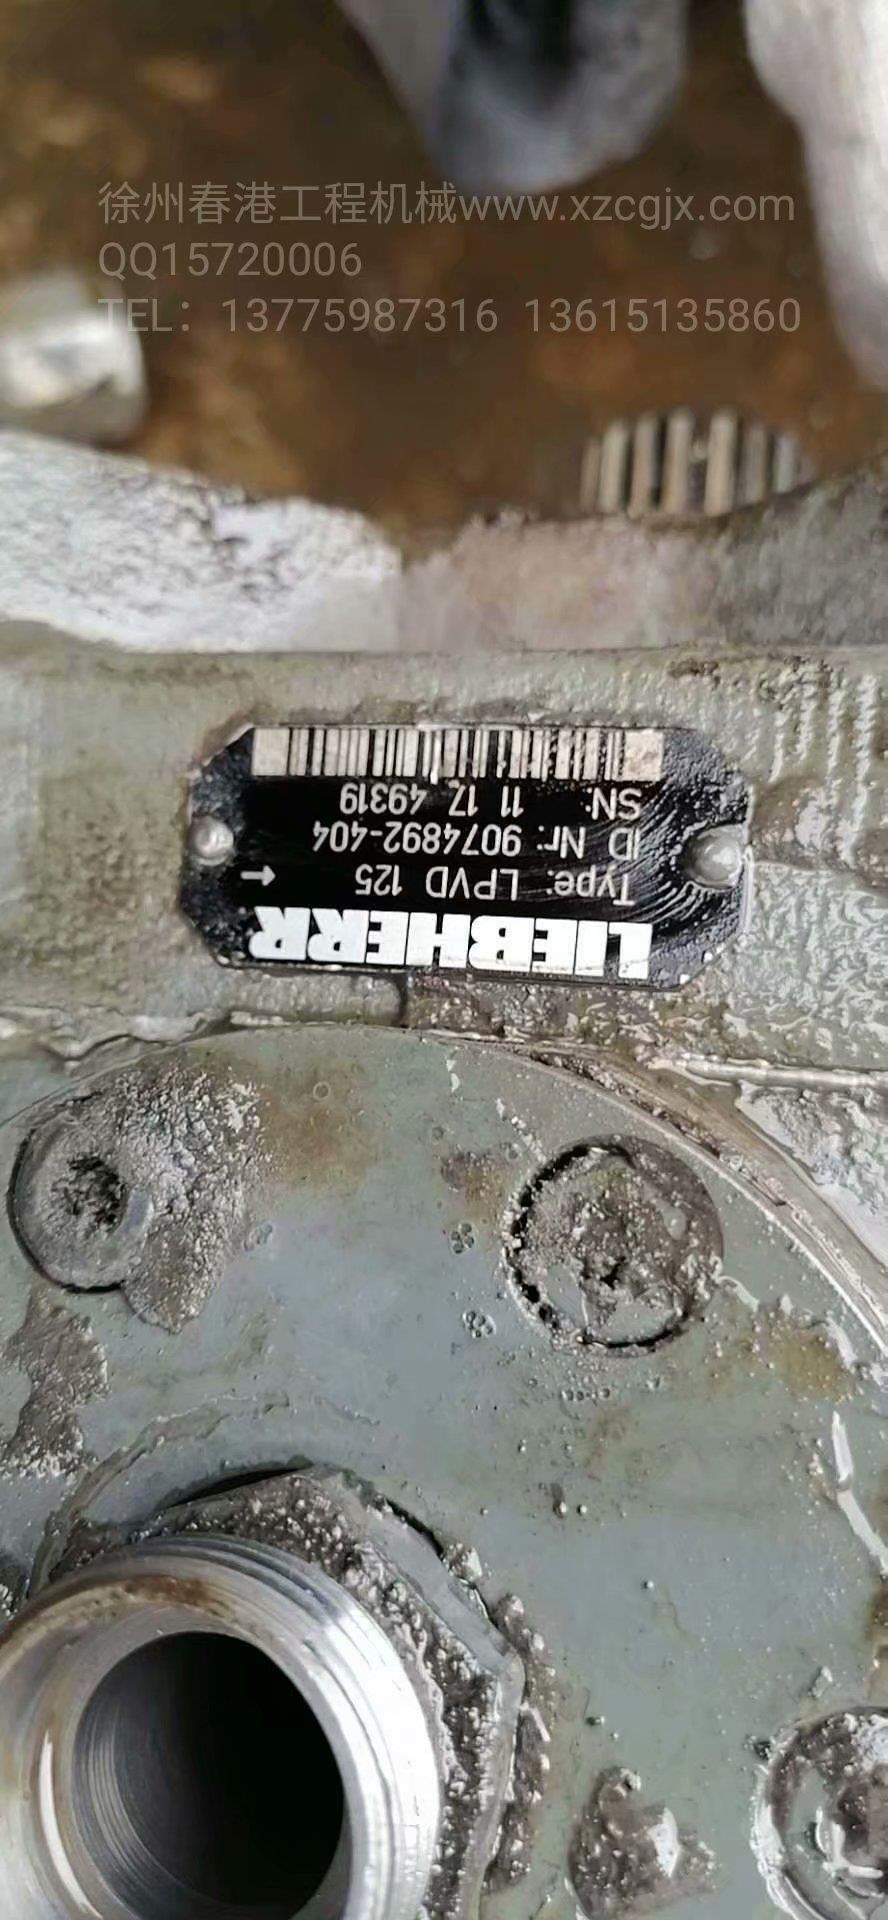 徐州春港工程机械www.xzcgjx.com
QQ15720006
TEL：13775987316 13615135860
LIEBHERR
Type: LPVD 125 →
ID Nr: 9074892-404
SN: 11 17 49319